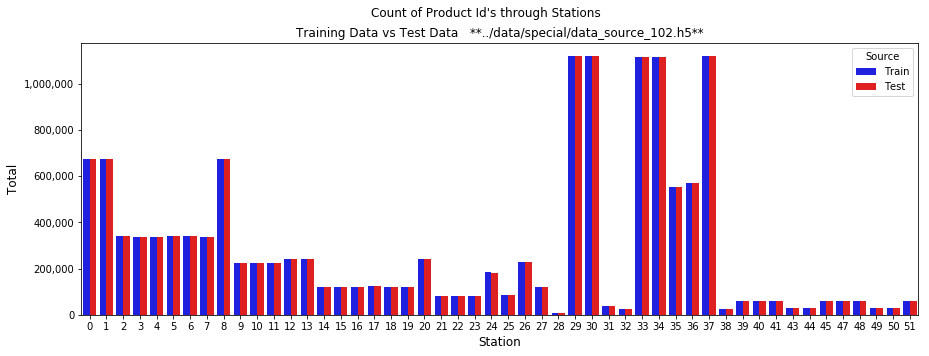 Count of Product Id's through Stations
Training Data vs Test Data   **../data/special/data_source_102.h5**
Source
Train
Test
1,000,000
800,000
600,000
400,000
200,000
0
Total
0 1 2 3 4 5 6 7 8 9 10 11 12 13 14 15 16 17 18 19 20 21 22 23 24 25 26 27 28 29 30 31 32 33 34 35 36 37 38 39 40 41 43 44 45 47 48 49 50 51
Station